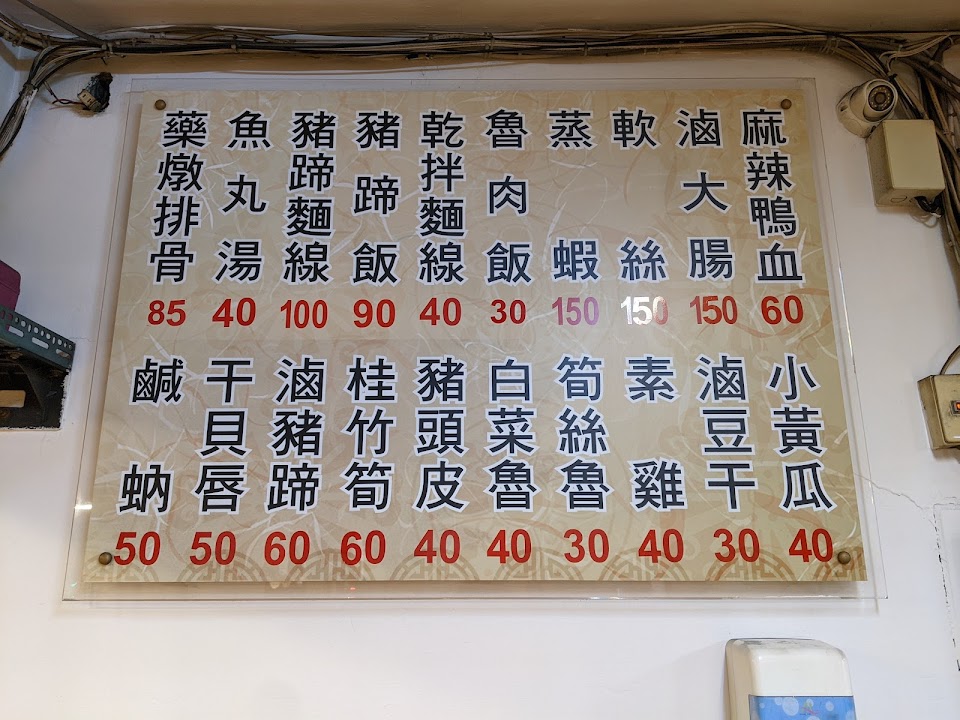 藥燉排骨 85
魚丸湯 40
豬蹄麵線 100
豬蹄飯 90
乾拌麵線 40
魯肉飯 30
蒸蝦 150
軟絲 150
滷大腸 150
麻辣鴨血 60
鹹蚋 50
干貝唇 50
滷豬蹄 60
桂竹筍 60
豬頭皮 40
白菜魯 40
筍絲魯 30
素雞 40
滷豆干 30
小黃瓜 40